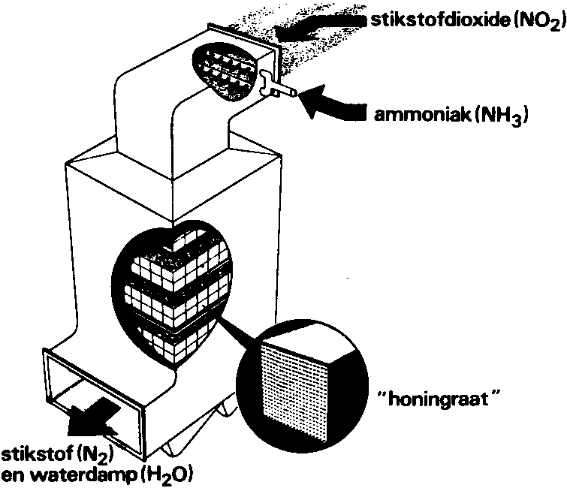 stikstofdioxide (NO₂)
ammoniak (NH₃)
"honingraat"
stikstof (N₂)
en waterdamp (H₂O)